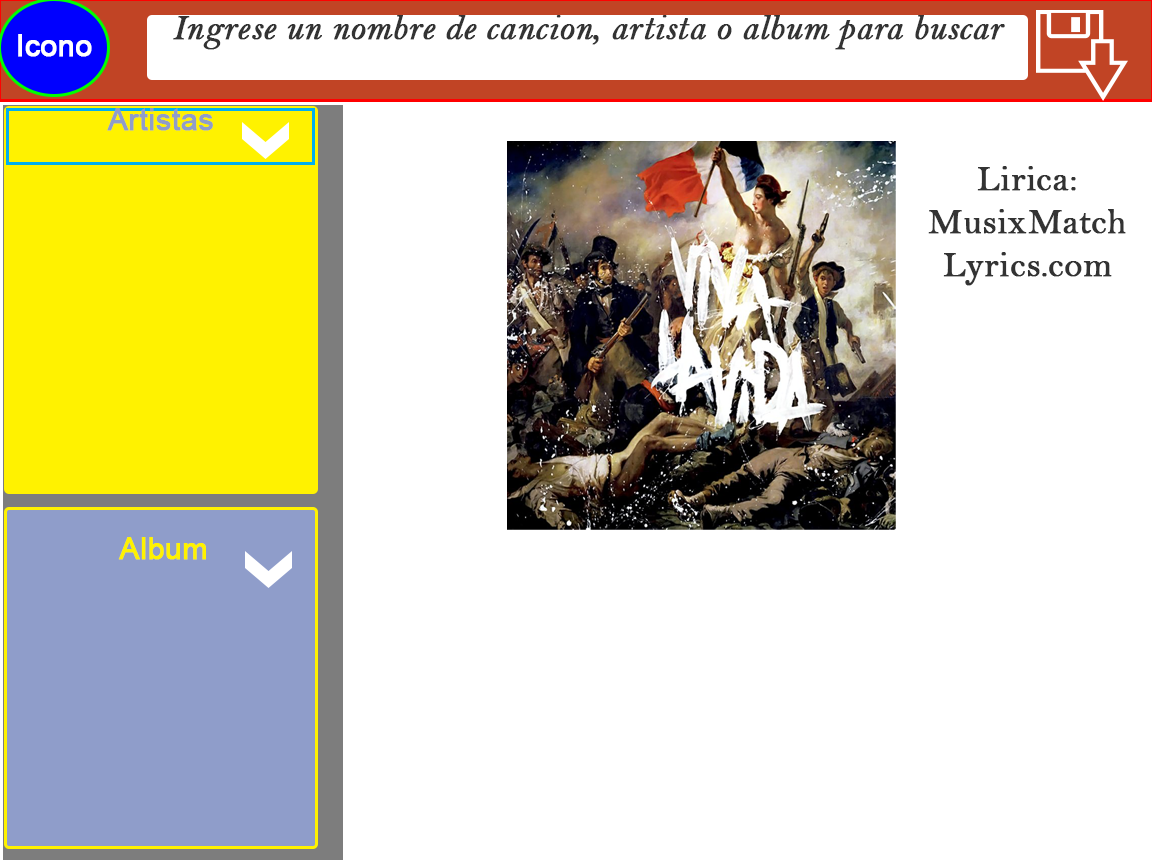 Icono
Ingrese un nombre de cancion, artista o album para buscar
Artistas
VIVA
LA VIDA
Lirica:
MusixMatch
Lyrics.com
Album